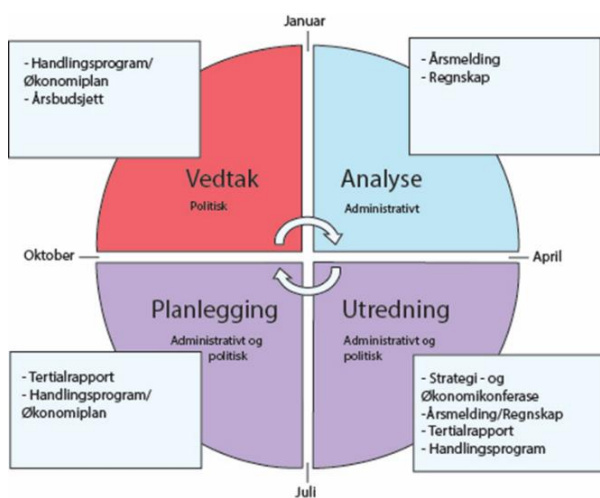 Januar
- Handlingsprogram/
Økonomiplan
- Årsbudsjett
- Årsmelding
- Regnskap
Vedtak
Politisk
Analyse
Administrativt
Oktober
April
Planlegging
Administrativt og
politisk
Utredning
Administrativt og
politisk
- Tertialrapport
- Handlingsprogram/
Økonomiplan
- Strategi - og
Økonomikonferase
-Årsmelding/Regnskap
- Tertialrapport
- Handlingsprogram
Juli